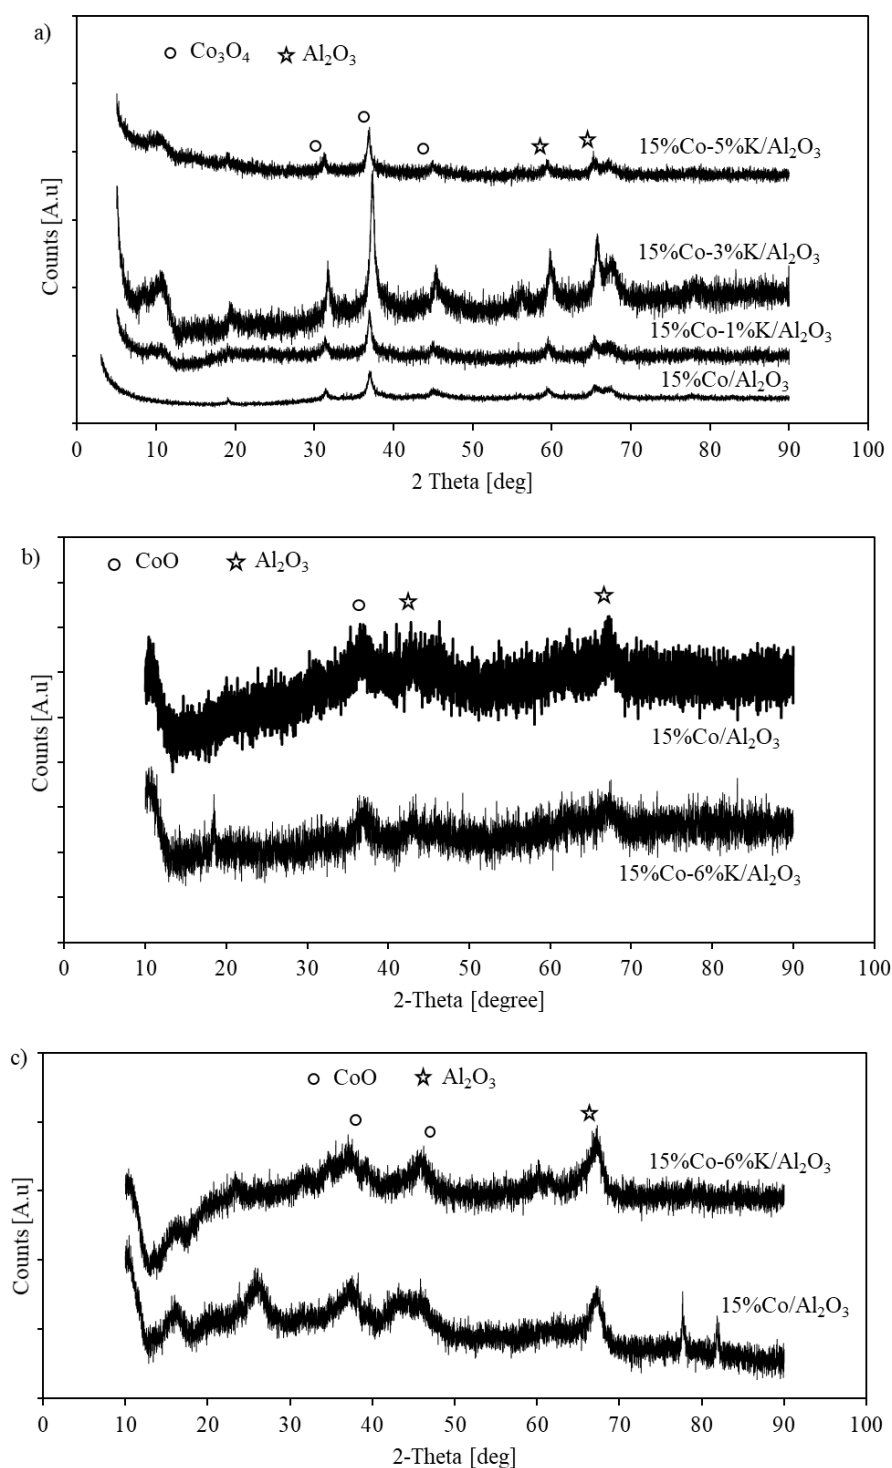 a)
○ Co₃O₄ ☆ Al₂O₃
15%Co-5%K/Al₂O₃
15%Co-3%K/Al₂O₃
15%Co-1%K/Al₂O₃
15%Co/Al₂O₃
Counts [A.u]
0 10 20 30 40 50 60 70 80 90 100
2 Theta [deg]
b)
○ CoO ☆ Al₂O₃
15%Co/Al₂O₃
15%Co-6%K/Al₂O₃
Counts [A.u]
0 10 20 30 40 50 60 70 80 90 100
2-Theta [degree]
c)
○ CoO ☆ Al₂O₃
15%Co-6%K/Al₂O₃
15%Co/Al₂O₃
Counts [A.u]
0 10 20 30 40 50 60 70 80 90 100
2-Theta [deg]